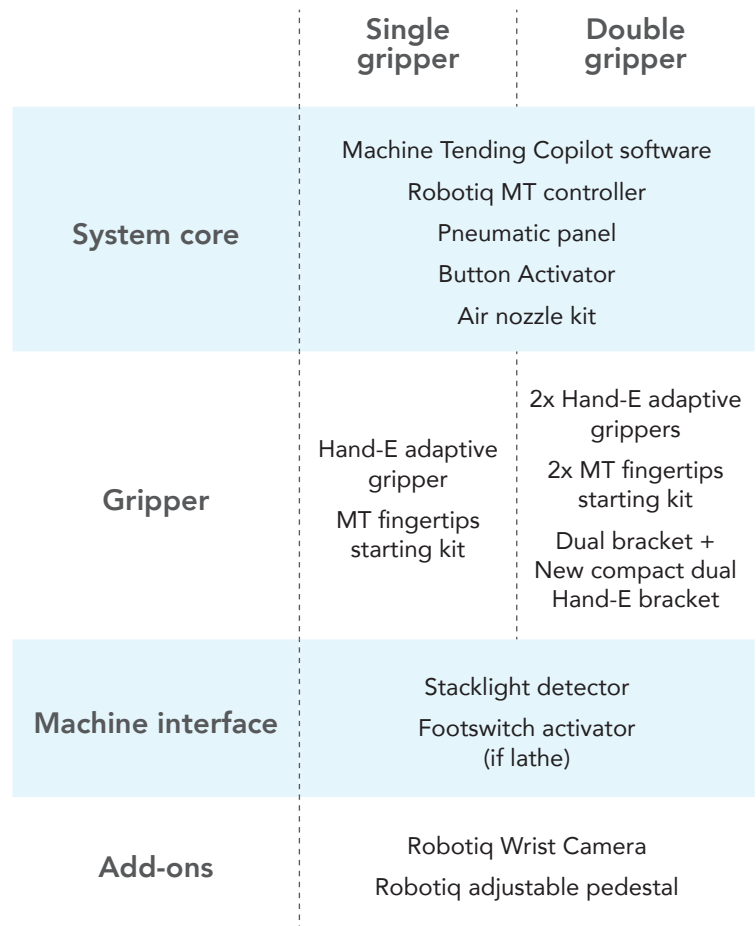 Single
gripper
Double
gripper
System core
Machine Tending Copilot software
Robotiq MT controller
Pneumatic panel
Button Activator
Air nozzle kit
Gripper
Hand-E adaptive
gripper
MT fingertips
starting kit
2x Hand-E adaptive
grippers
2x MT fingertips
starting kit
Dual bracket +
New compact dual
Hand-E bracket
Machine interface
Stacklight detector
Footswitch activator
(if lathe)
Add-ons
Robotiq Wrist Camera
Robotiq adjustable pedestal